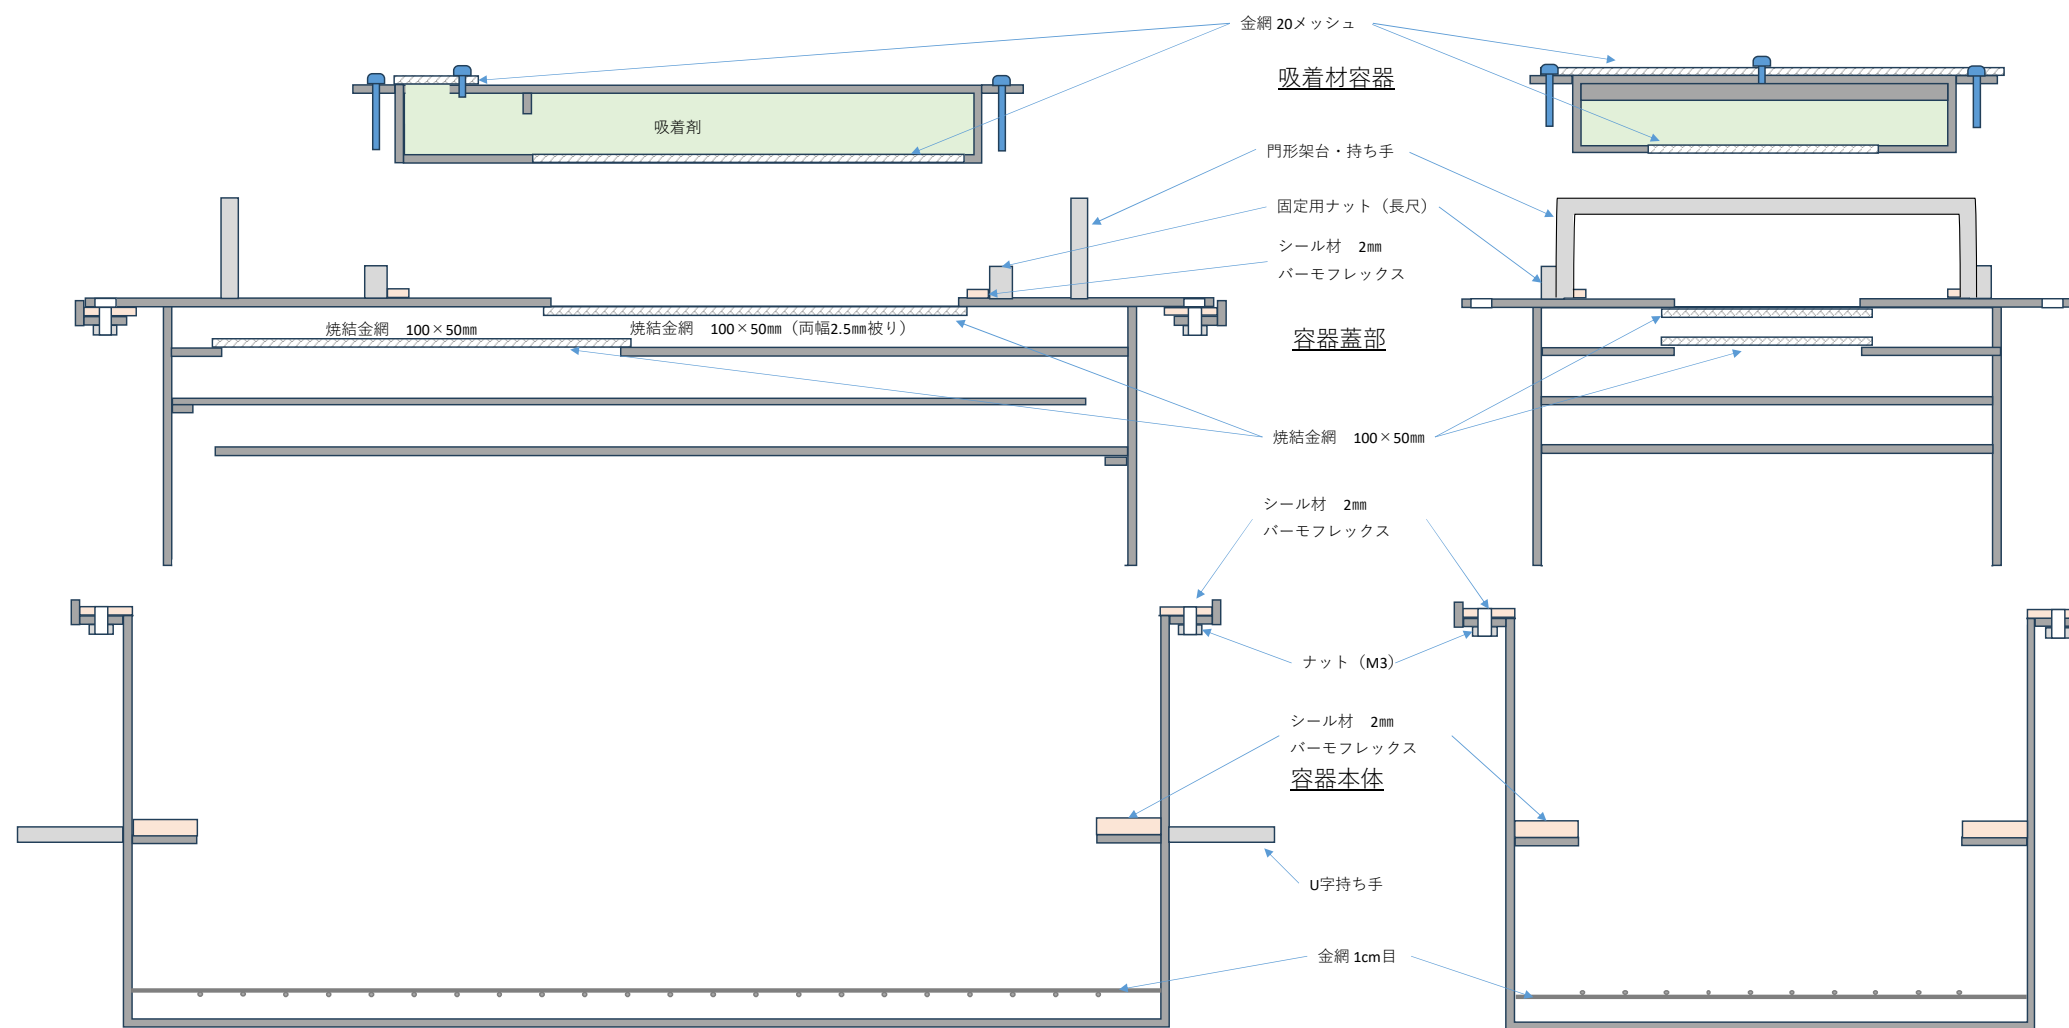 金網 20メッシュ
吸着材容器
吸着剤
門形架台・持ち手
固定用ナット（長尺）
シール材　2㎜
バーモフレックス
焼結金網　100×50㎜
焼結金網　100×50㎜（両幅2.5㎜被り）
容器蓋部
焼結金網　100×50㎜
シール材　2㎜
バーモフレックス
ナット（M3）
シール材　2㎜
バーモフレックス
容器本体
U字持ち手
金網 1cm目